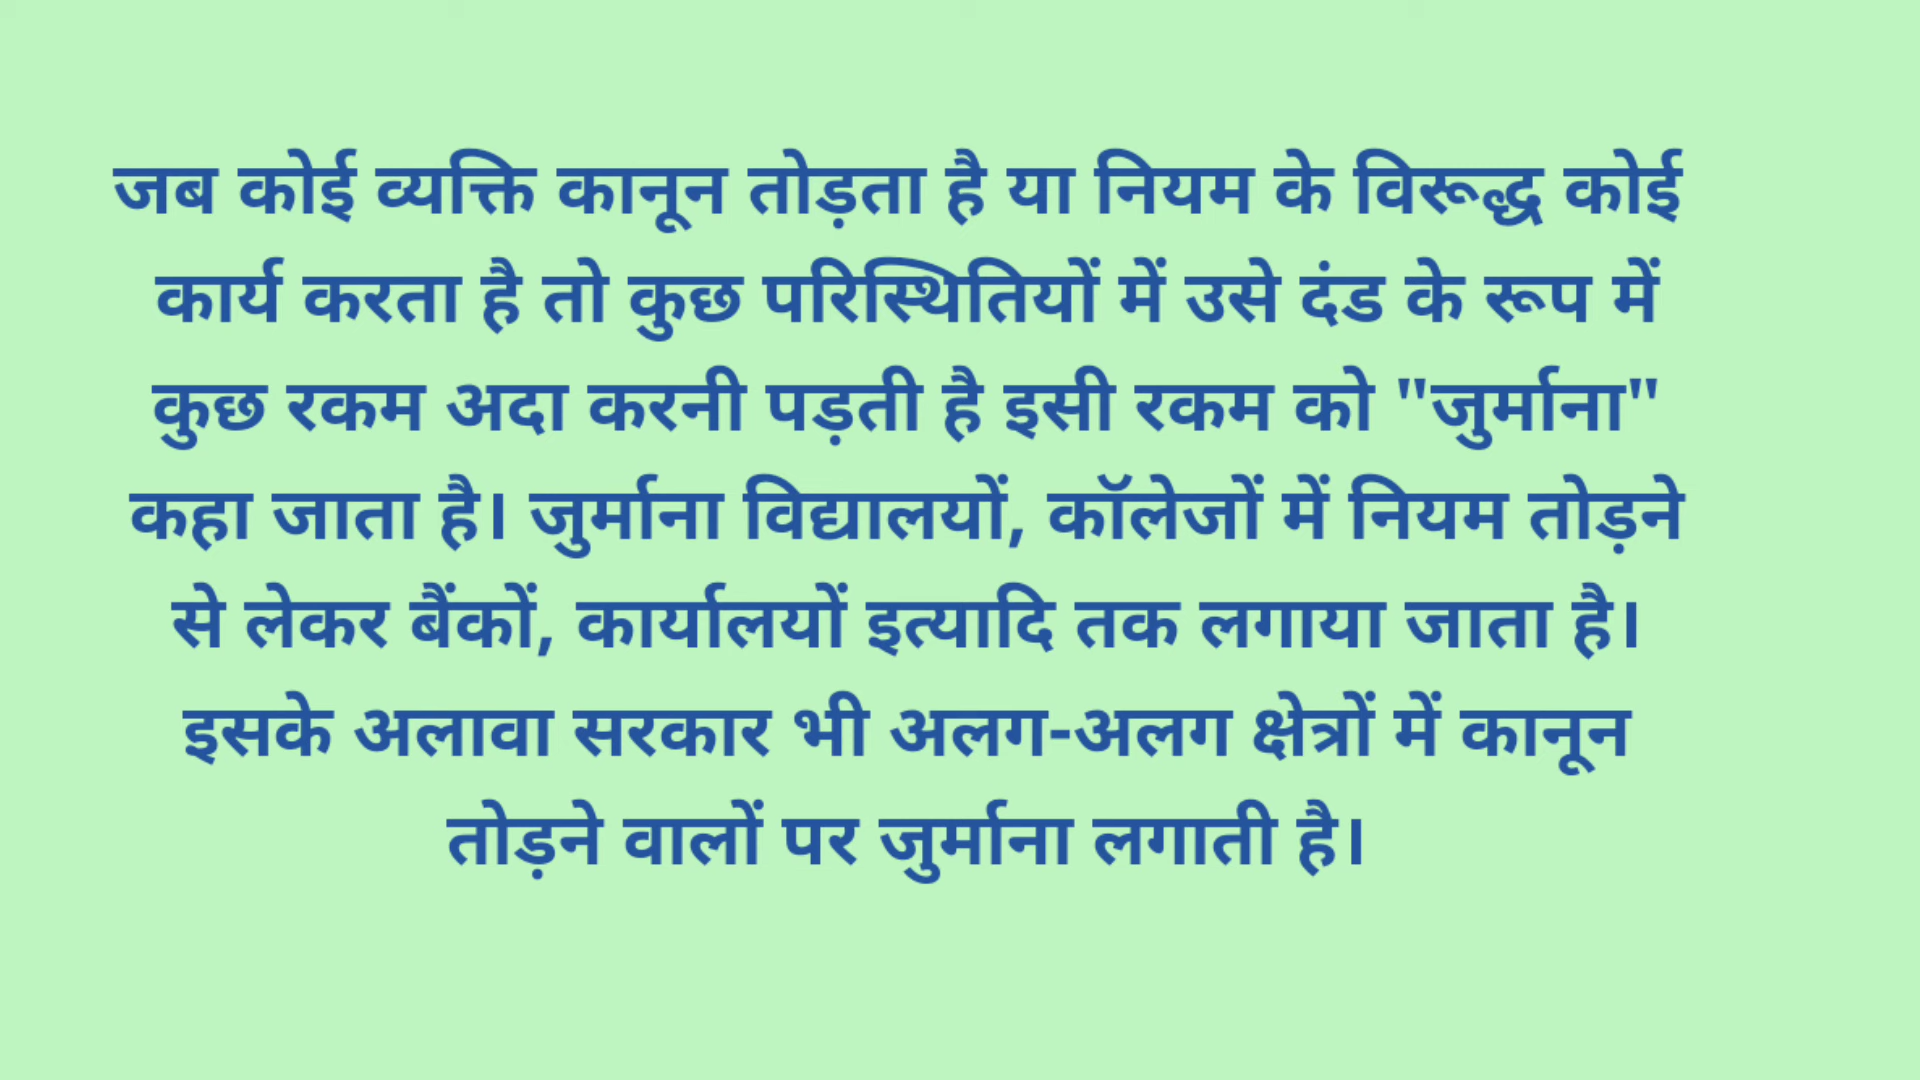 जब कोई व्यक्ति कानून तोड़ता है या नियम के विरूद्ध कोई
कार्य करता है तो कुछ परिस्थितियों में उसे दंड के रूप में
कुछ रकम अदा करनी पड़ती है इसी रकम को "जुर्माना"
कहा जाता है। जुर्माना विद्यालयों, कॉलेजों में नियम तोड़ने
से लेकर बैंकों, कार्यालयों इत्यादि तक लगाया जाता है।
इसके अलावा सरकार भी अलग-अलग क्षेत्रों में कानून
तोड़ने वालों पर जुर्माना लगाती है।